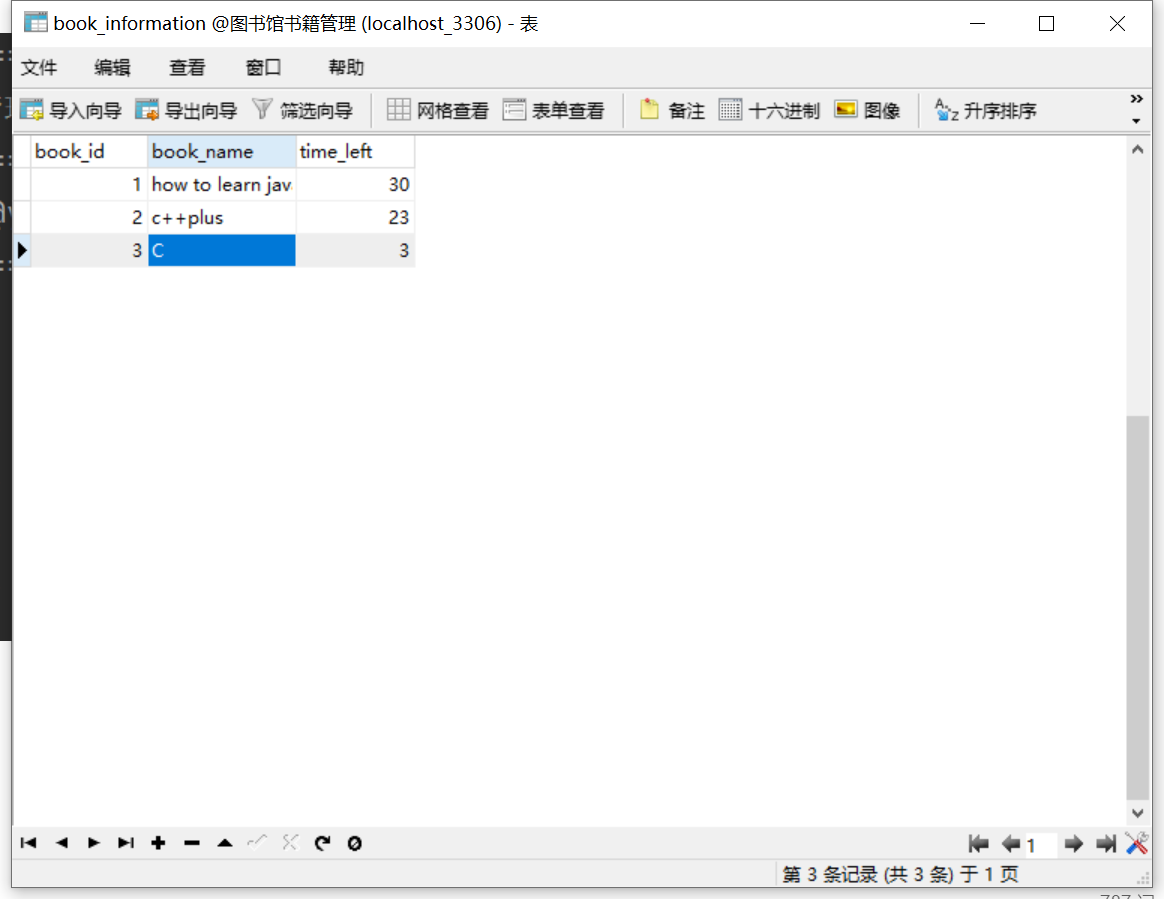 book_information @图书馆书籍管理 (localhost_3306) - 表
文件 编辑 查看 窗口 帮助
导入向导 导出向导 筛选向导 网格查看 表单查看 备注 十六进制 图像 升序排序
book_id book_name time_left
1 how to learn jav 30
2 c++plus 23
3 C 3
1
第 3 条记录 (共 3 条) 于 1 页